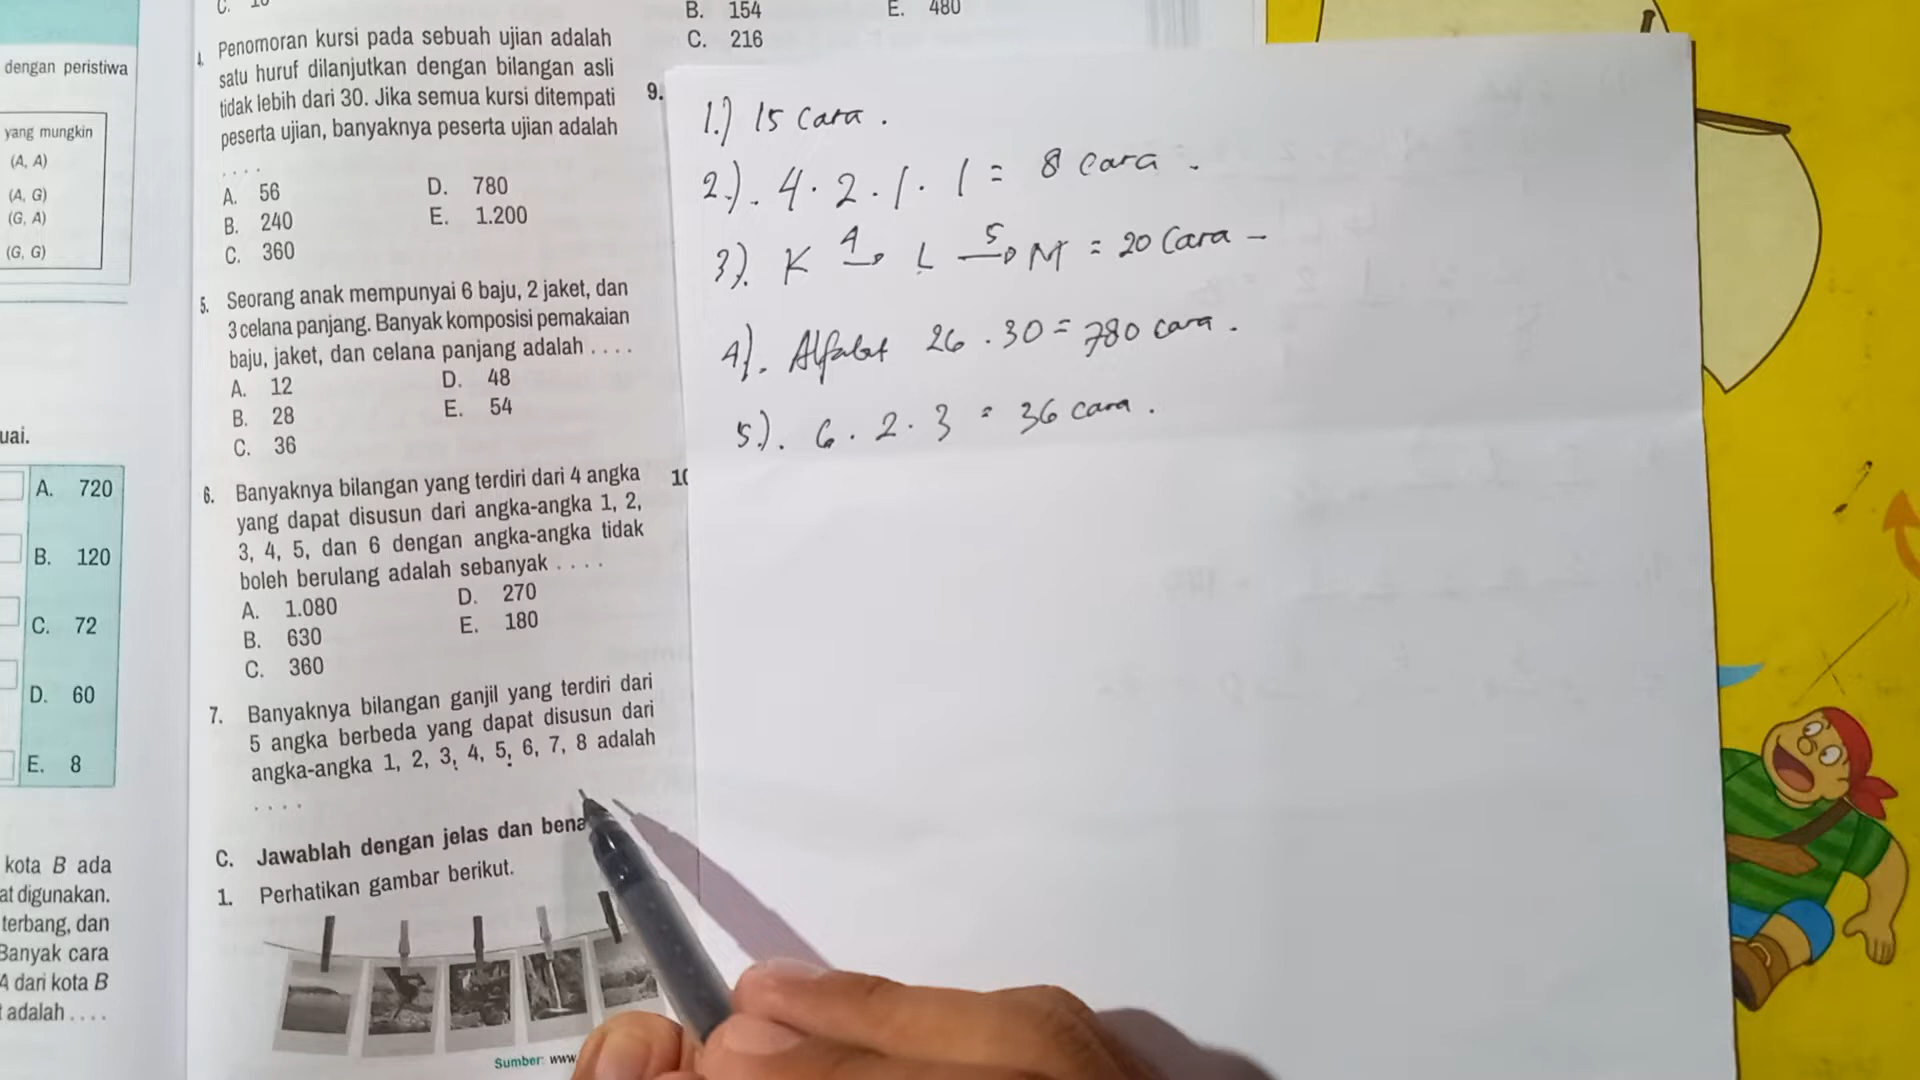 dengan peristiwa
yang mungkin
(A, A)
(A, G)
(G, A)
(G, G)
uai.
A. 720
B. 120
C. 72
D. 60
E. 8
kota B ada
at digunakan.
terbang, dan
Banyak cara
A dari kota B
adalah . . . .
4. Penomoran kursi pada sebuah ujian adalah
satu huruf dilanjutkan dengan bilangan asli
tidak lebih dari 30. Jika semua kursi ditempati
peserta ujian, banyaknya peserta ujian adalah
. . . .
A. 56
B. 240
C. 360
D. 780
E. 1.200
5. Seorang anak mempunyai 6 baju, 2 jaket, dan
3 celana panjang. Banyak komposisi pemakaian
baju, jaket, dan celana panjang adalah . . . .
A. 12
B. 28
C. 36
D. 48
E. 54
6. Banyaknya bilangan yang terdiri dari 4 angka
yang dapat disusun dari angka-angka 1, 2,
3, 4, 5, dan 6 dengan angka-angka tidak
boleh berulang adalah sebanyak . . . .
A. 1.080
B. 630
C. 360
D. 270
E. 180
7. Banyaknya bilangan ganjil yang terdiri dari
5 angka berbeda yang dapat disusun dari
angka-angka 1, 2, 3, 4, 5, 6, 7, 8 adalah
. . . .
C. Jawablah dengan jelas dan bena
1. Perhatikan gambar berikut.
Sumber: www
B. 154
C. 216
E. 480
9.
10
1.) 15 cara .
2.). 4 . 2 . 1 . 1 = 8 cara .
3). K 4→ L 5→ M = 20 Cara -
4). Alfabet 26 . 30 = 780 cara .
5.). 6 . 2 . 3 = 36 cara .